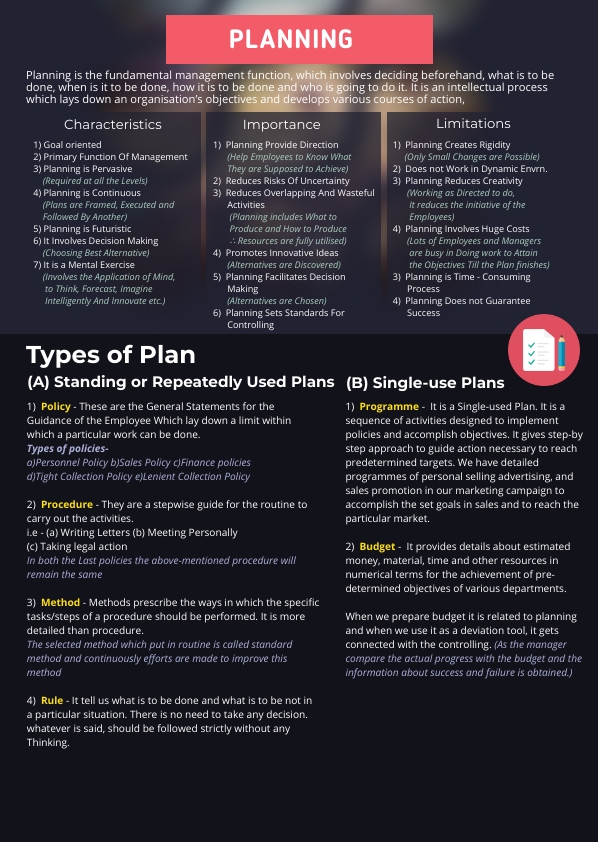 PLANNING
Planning is the fundamental management function, which involves deciding beforehand, what is to be
done, when is it to be done, how it is to be done and who is going to do it. It is an intellectual process
which lays down an organisation's objectives and develops various courses of action,
Characteristics
1) Goal oriented
2) Primary Function Of Management
3) Planning is Pervasive
(Required at all the Levels)
4) Planning is Continuous
(Plans are Framed, Executed and
Followed By Another)
5) Planning is Futuristic
6) It Involves Decision Making
(Choosing Best Alternative)
7) It is a Mental Exercise
(Involves the Application of Mind,
to Think, Forecast, Imagine
Intelligently And Innovate etc.)
Importance
1) Planning Provide Direction
(Help Employees to Know What
They are Supposed to Achieve)
2) Reduces Risks Of Uncertainty
3) Reduces Overlapping And Wasteful
Activities
(Planning includes What to
Produce and How to Produce
∴ Resources are fully utilised)
4) Promotes Innovative Ideas
(Alternatives are Discovered)
5) Planning Facilitates Decision
Making
(Alternatives are Chosen)
6) Planning Sets Standards For
Controlling
Limitations
1) Planning Creates Rigidity
(Only Small Changes are Possible)
2) Does not Work in Dynamic Envrn.
3) Planning Reduces Creativity
(Working as Directed to do,
It reduces the initiative of the
Employees)
4) Planning Involves Huge Costs
(Lots of Employees and Managers
are busy in Doing work to Attain
the Objectives Till the Plan finishes)
3) Planning is Time - Consuming
Process
4) Planning Does not Guarantee
Success
Types of Plan
(A) Standing or Repeatedly Used Plans
1) Policy - These are the General Statements for the
Guidance of the Employee Which lay down a limit within
which a particular work can be done.
Types of policies-
a)Personnel Policy b)Sales Policy c)Finance policies
d)Tight Collection Policy e)Lenient Collection Policy
2) Procedure - They are a stepwise guide for the routine to
carry out the activities.
i.e - (a) Writing Letters (b) Meeting Personally
(c) Taking legal action
In both the Last policies the above-mentioned procedure will
remain the same
3) Method - Methods prescribe the ways in which the specific
tasks/steps of a procedure should be performed. It is more
detailed than procedure.
The selected method which put in routine is called standard
method and continuously efforts are made to improve this
method
4) Rule - It tell us what is to be done and what is to be not in
a particular situation. There is no need to take any decision.
whatever is said, should be followed strictly without any
Thinking.
(B) Single-use Plans
1) Programme - It is a Single-used Plan. It is a
sequence of activities designed to implement
policies and accomplish objectives. It gives step-by
step approach to guide action necessary to reach
predetermined targets. We have detailed
programmes of personal selling advertising, and
sales promotion in our marketing campaign to
accomplish the set goals in sales and to reach the
particular market.
2) Budget - It provides details about estimated
money, material, time and other resources in
numerical terms for the achievement of pre-
determined objectives of various departments.
When we prepare budget it is related to planning
and when we use it as a deviation tool, it gets
connected with the controlling. (As the manager
compare the actual progress with the budget and the
information about success and failure is obtained.)